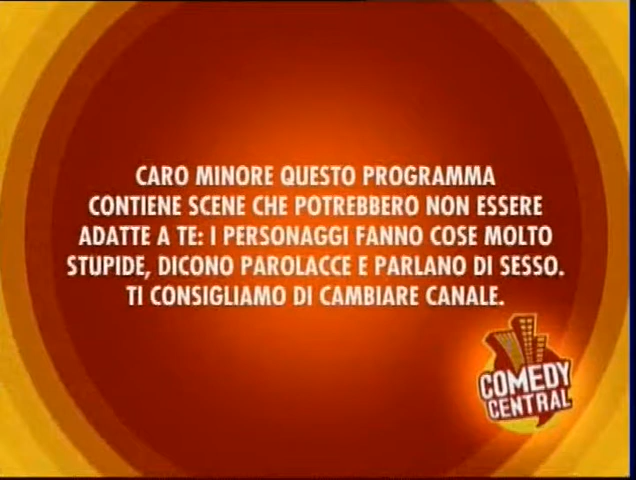 CARO MINORE QUESTO PROGRAMMA
CONTIENE SCENE CHE POTREBBERO NON ESSERE
ADATTE A TE: I PERSONAGGI FANNO COSE MOLTO
STUPIDE, DICONO PAROLACCE E PARLANO DI SESSO.
TI CONSIGLIAMO DI CAMBIARE CANALE.
COMEDY
CENTRAL